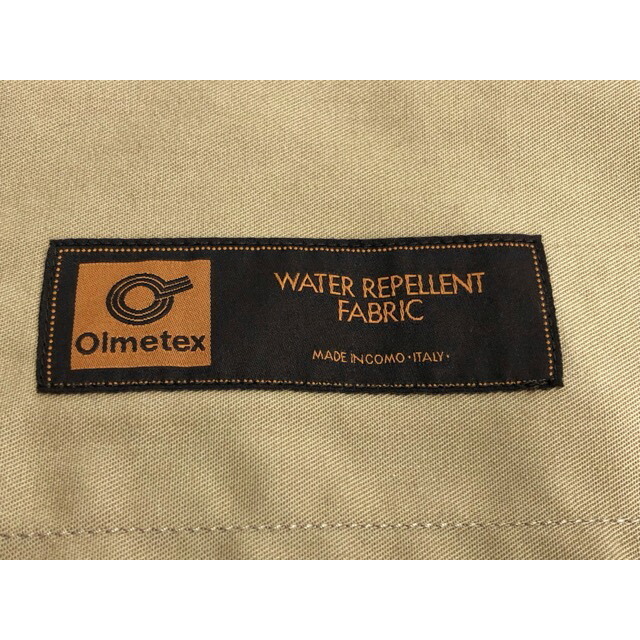 Olmetex
WATER REPELLENT
FABRIC
MADE IN COMO · ITALY ·